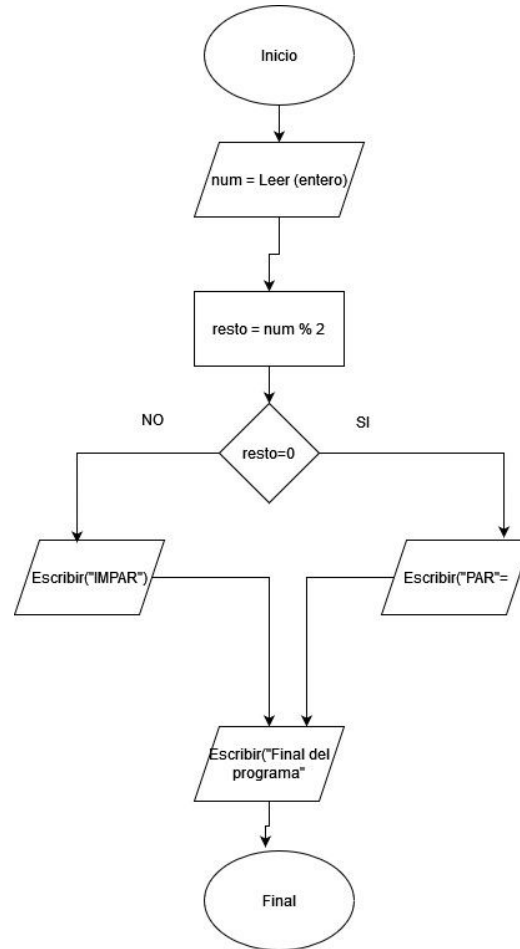 Inicio
num = Leer (entero)
resto = num % 2
NO
SI
resto=0
Escribir("IMPAR")
Escribir("PAR"=
Escribir("Final del
programa"
Final